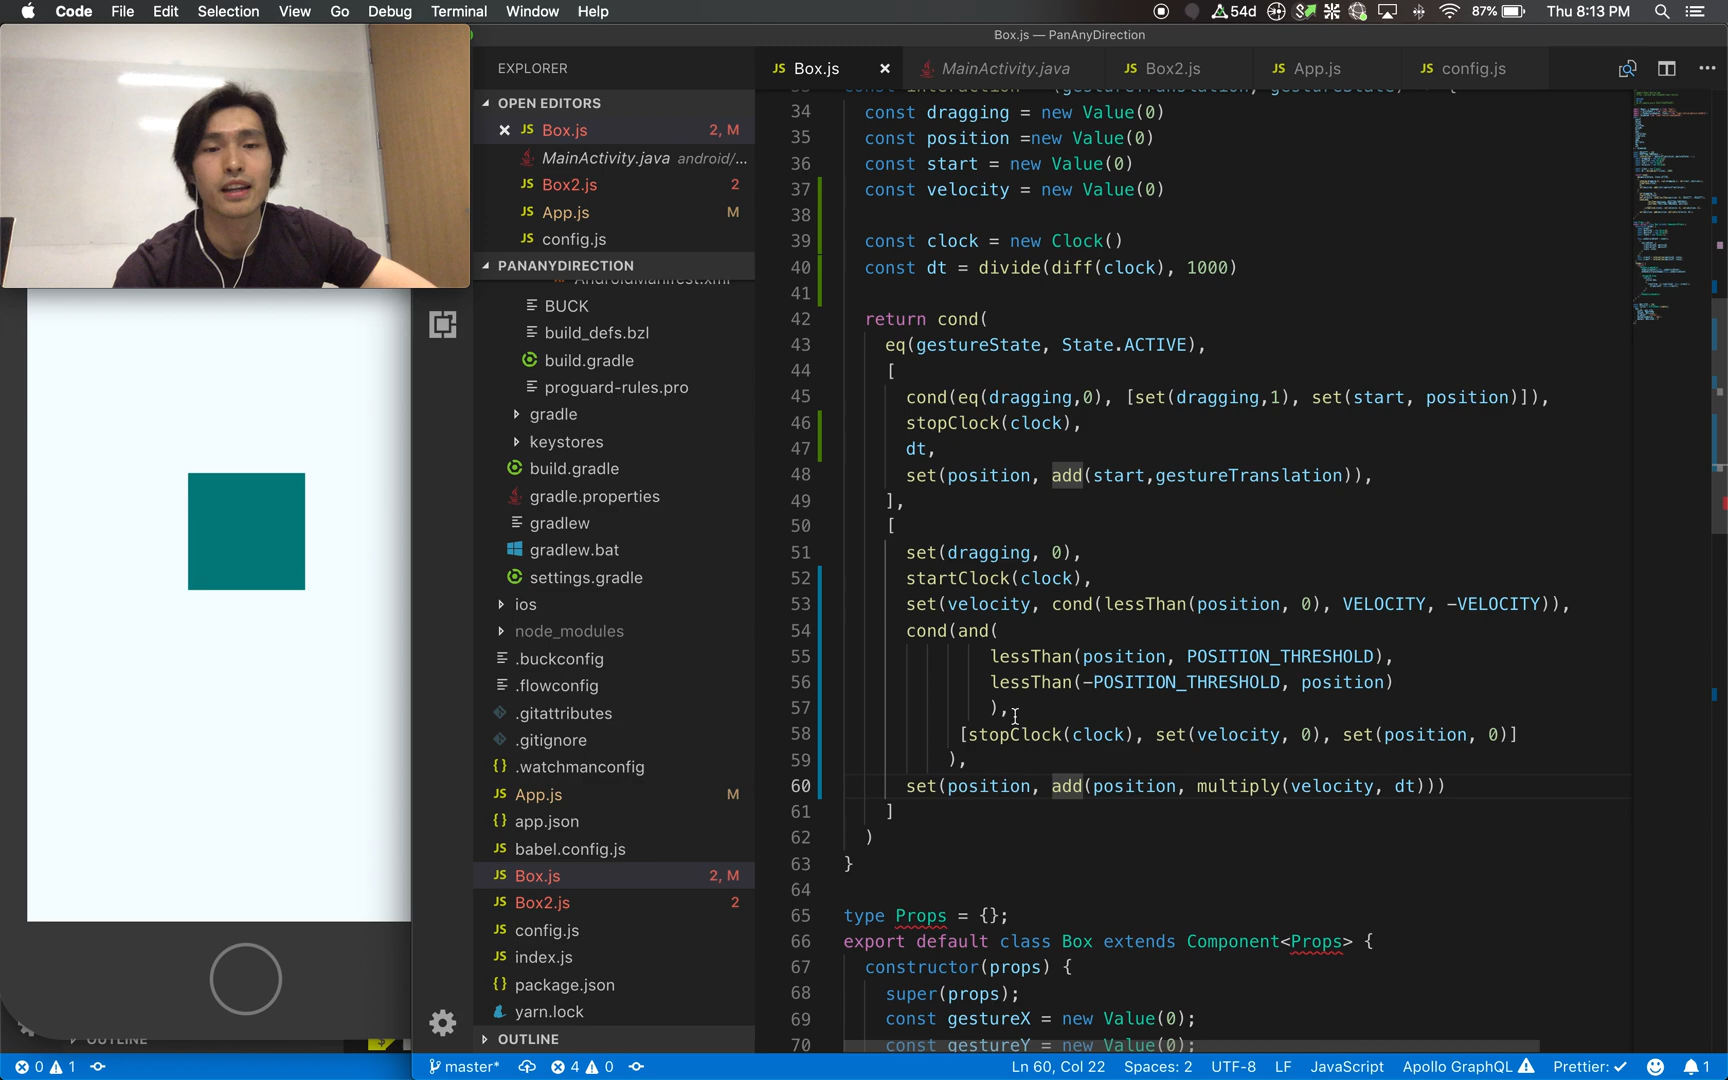 Code File Edit Selection View Go Debug Terminal Window Help 54d 87% Thu 8:13 PM
Box.js — PanAnyDirection
EXPLORER
OPEN EDITORS
JS Box.js 2, M
MainActivity.java android/...
JS Box2.js 2
JS App.js M
JS config.js
PANANYDIRECTION
AndroidManifest.xml
BUCK
build_defs.bzl
build.gradle
proguard-rules.pro
gradle
keystores
build.gradle
gradle.properties
gradlew
gradlew.bat
settings.gradle
ios
node_modules
.buckconfig
.flowconfig
.gitattributes
.gitignore
{} .watchmanconfig
{} App.js M
{} app.json
JS babel.config.js
JS Box.js 2, M
JS Box2.js 2
JS config.js
JS index.js
{} package.json
yarn.lock
OUTLINE
OUTLINE
JS Box.js MainActivity.java JS Box2.js JS App.js JS config.js
34 const dragging = new Value(0)
35 const position =new Value(0)
36 const start = new Value(0)
37 const velocity = new Value(0)
38
39 const clock = new Clock()
40 const dt = divide(diff(clock), 1000)
41
42 return cond(
43 eq(gestureState, State.ACTIVE),
44 [
45 cond(eq(dragging,0), [set(dragging,1), set(start, position)]),
46 stopClock(clock),
47 dt,
48 set(position, add(start,gestureTranslation)),
49 ],
50 [
51 set(dragging, 0),
52 startClock(clock),
53 set(velocity, cond(lessThan(position, 0), VELOCITY, -VELOCITY)),
54 cond(and(
55 lessThan(position, POSITION_THRESHOLD),
56 lessThan(-POSITION_THRESHOLD, position)
57 ),
58 [stopClock(clock), set(velocity, 0), set(position, 0)]
59 ),
60 set(position, add(position, multiply(velocity, dt)))
61 ]
62 )
63 }
64
65 type Props = {};
66 export default class Box extends Component<Props> {
67 constructor(props) {
68 super(props);
69 const gestureX = new Value(0);
70 const gestureY = new Value(0);
0 1 master* 4 0 Ln 60, Col 22 Spaces: 2 UTF-8 LF JavaScript Apollo GraphQL Prettier: ✓ 1